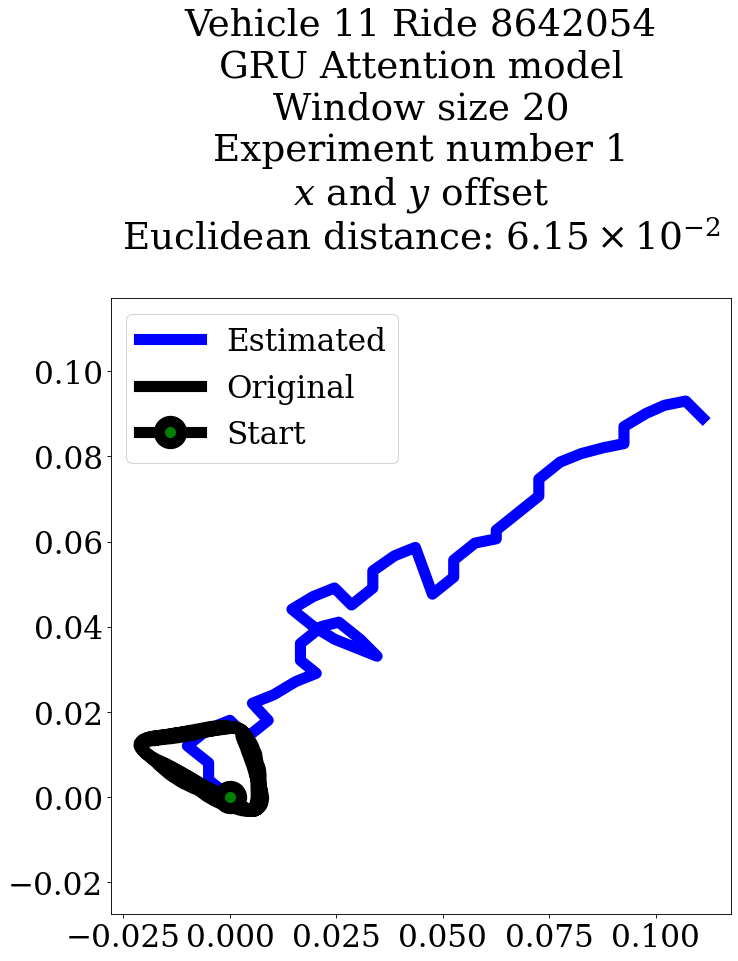 Vehicle 11 Ride 8642054
GRU Attention model
Window size 20
Experiment number 1
x and y offset
Euclidean distance: 6.15 × 10⁻²
Estimated
Original
Start
0.10
0.08
0.06
0.04
0.02
0.00
−0.02
−0.025 0.000 0.025 0.050 0.075 0.100